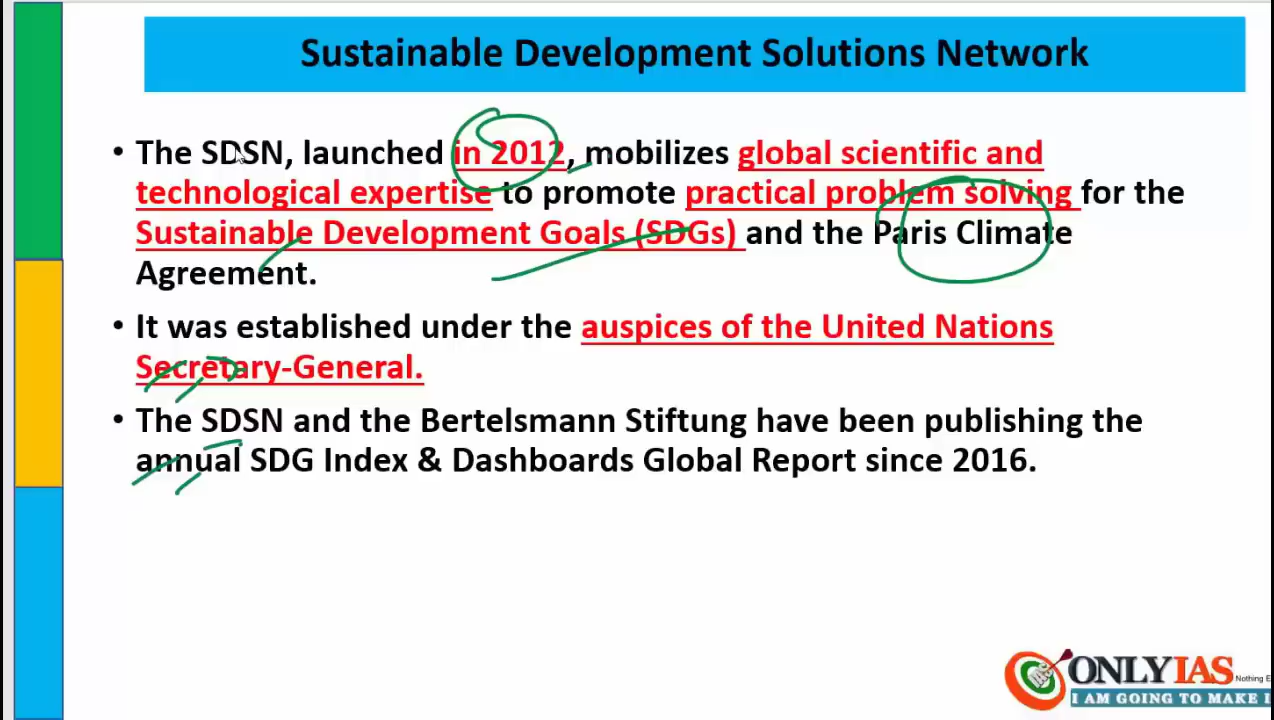 Sustainable Development Solutions Network
• The SDSN, launched in 2012, mobilizes global scientific and
technological expertise to promote practical problem solving for the
Sustainable Development Goals (SDGs) and the Paris Climate
Agreement.
• It was established under the auspices of the United Nations
Secretary-General.
• The SDSN and the Bertelsmann Stiftung have been publishing the
annual SDG Index & Dashboards Global Report since 2016.
ONLYIAS
Nothing E
I AM GOING TO MAKE I